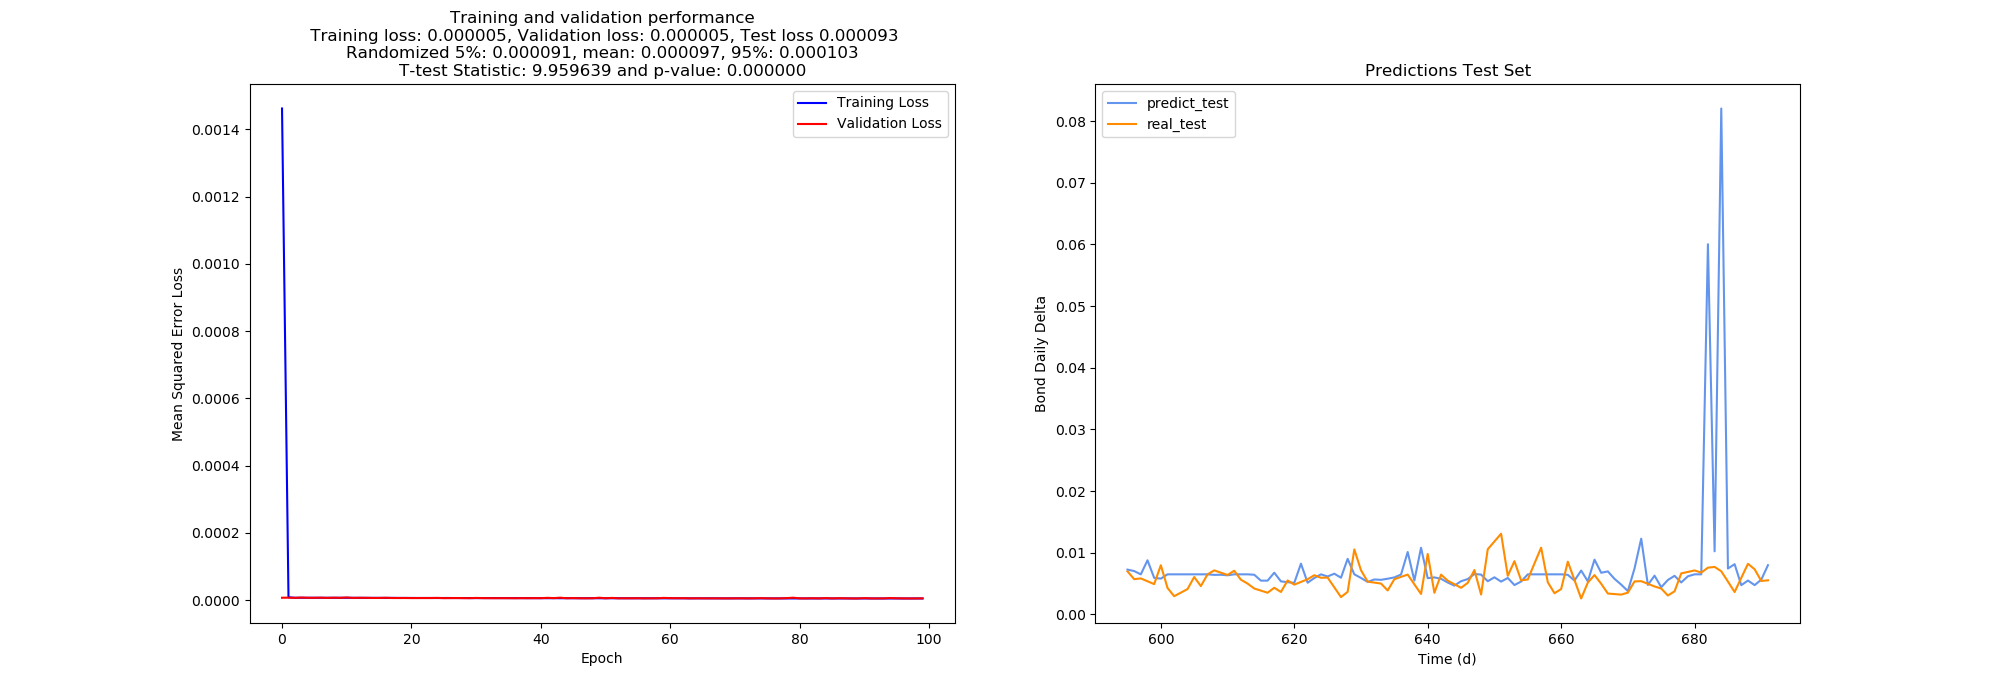 Training and validation performance
Training loss: 0.000005, Validation loss: 0.000005, Test loss 0.000093
Randomized 5%: 0.000091, mean: 0.000097, 95%: 0.000103
T-test Statistic: 9.959639 and p-value: 0.000000
Training Loss
Validation Loss
0.0014
0.0012
0.0010
0.0008
0.0006
0.0004
0.0002
0.0000
Mean Squared Error Loss
0 20 40 60 80 100
Epoch
Predictions Test Set
predict_test
real_test
0.08
0.07
0.06
0.05
0.04
0.03
0.02
0.01
0.00
Bond Daily Delta
600 620 640 660 680
Time (d)